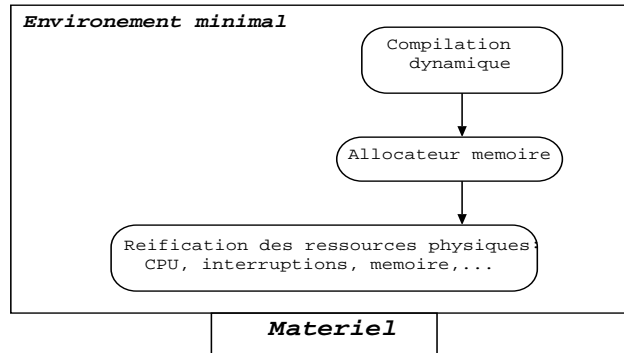 Environement minimal
Compilation
dynamique
Allocateur memoire
Reification des ressources physiques:
CPU, interruptions, memoire,...
Materiel